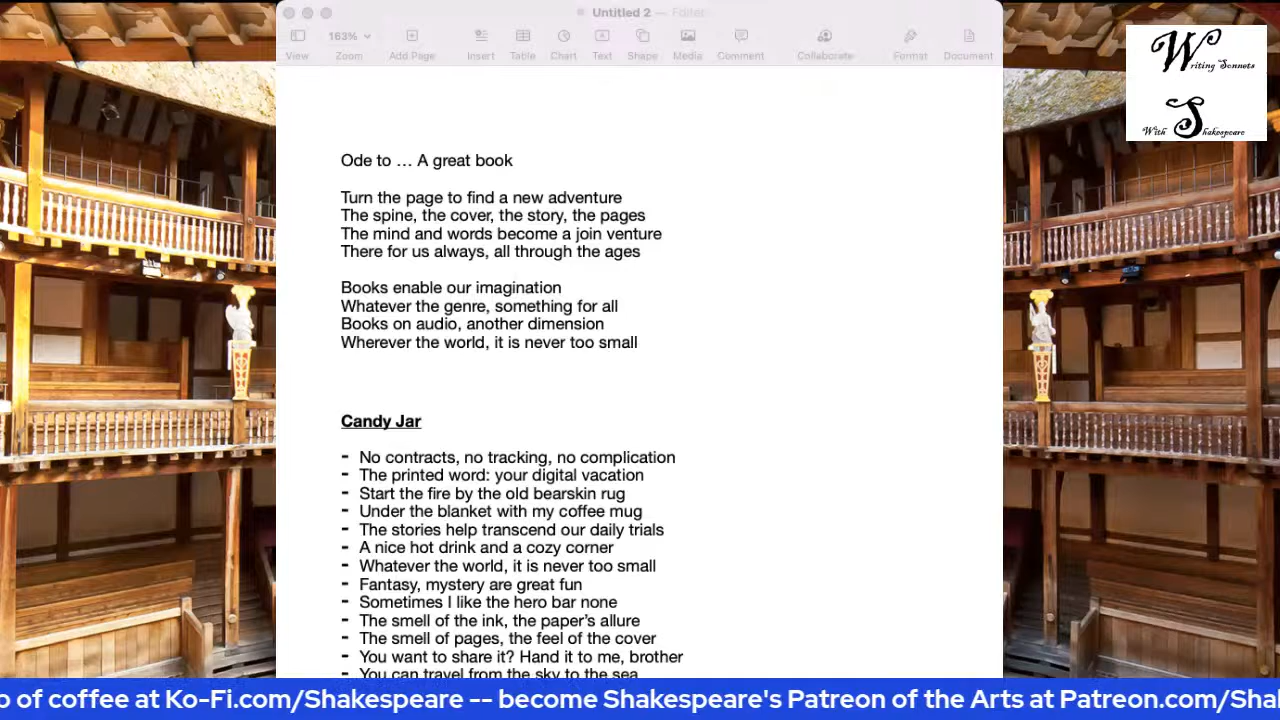 Untitled 2 — Edited
163%
View Zoom Add Page Insert Table Chart Text Shape Media Comment Collaborate Format Document
Writing Sonnets
With Shakespeare
Ode to … A great book
Turn the page to find a new adventure
The spine, the cover, the story, the pages
The mind and words become a join venture
There for us always, all through the ages
Books enable our imagination
Whatever the genre, something for all
Books on audio, another dimension
Wherever the world, it is never too small
Candy Jar
- No contracts, no tracking, no complication
- The printed word: your digital vacation
- Start the fire by the old bearskin rug
- Under the blanket with my coffee mug
- The stories help transcend our daily trials
- A nice hot drink and a cozy corner
- Whatever the world, it is never too small
- Fantasy, mystery are great fun
- Sometimes I like the hero bar none
- The smell of the ink, the paper’s allure
- The smell of pages, the feel of the cover
- You want to share it? Hand it to me, brother
- You can travel from the sky to the sea
p of coffee at Ko-Fi.com/Shakespeare -- become Shakespeare's Patreon of the Arts at Patreon.com/Shak